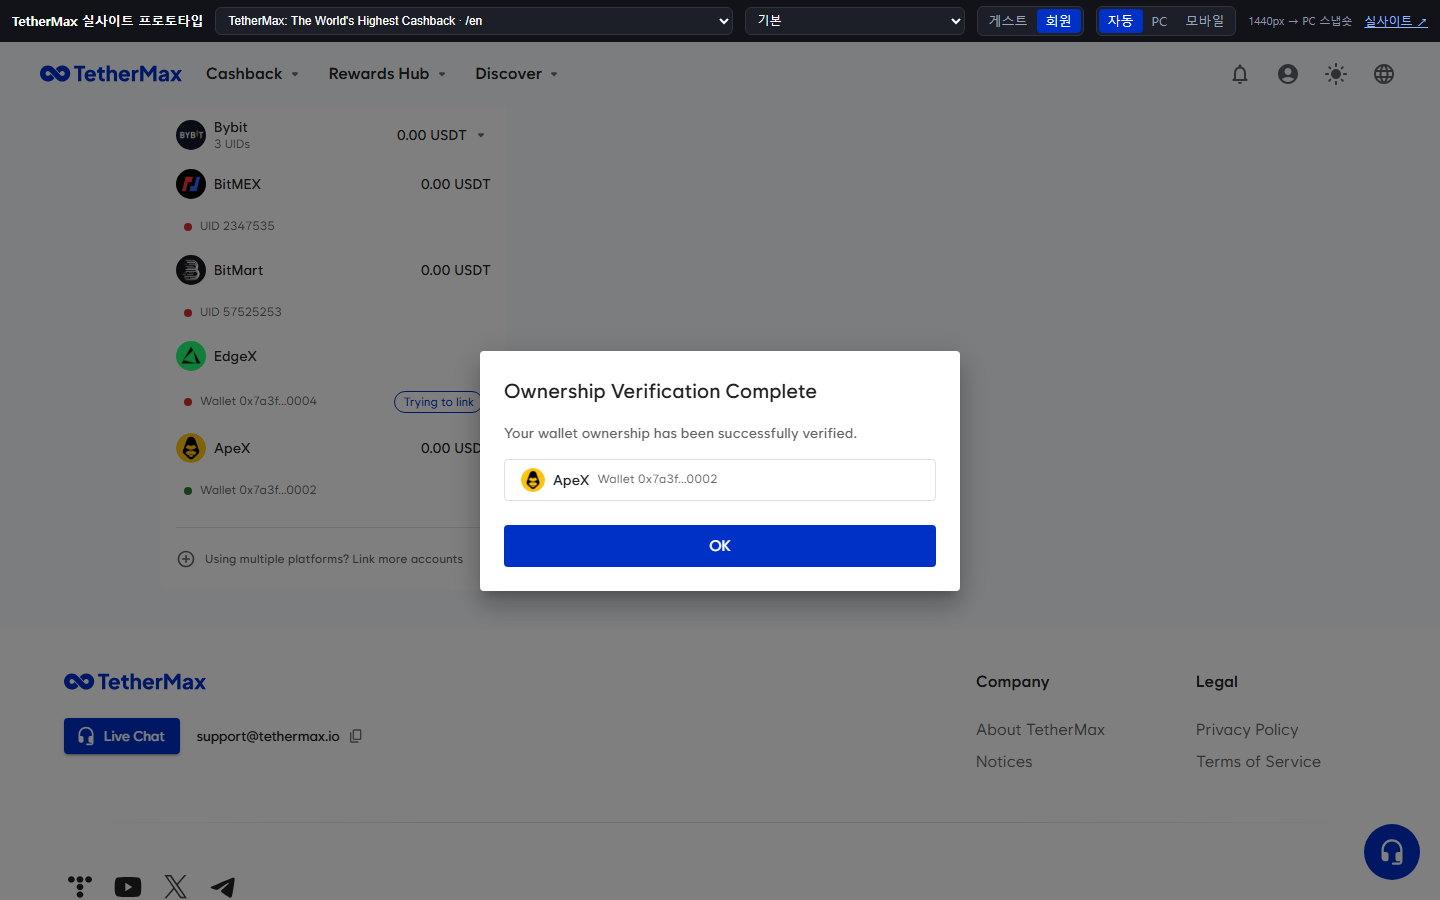 TetherMax 실사이트 프로토타입
TetherMax: The World's Highest Cashback · /en
기본
게스트 회원
자동 PC 모바일
1440px → PC 스냅숏
실사이트 ↗
TetherMax
Cashback
Rewards Hub
Discover
BYBIT
Bybit
3 UIDs
0.00 USDT
BitMEX
0.00 USDT
UID 2347535
BitMart
0.00 USDT
UID 57525253
EdgeX
Wallet 0x7a3f...0004
Trying to link
ApeX
0.00 USD
Wallet 0x7a3f...0002
Using multiple platforms? Link more accounts
Ownership Verification Complete
Your wallet ownership has been successfully verified.
ApeX Wallet 0x7a3f...0002
OK
TetherMax
Live Chat
support@tethermax.io
Company
About TetherMax
Notices
Legal
Privacy Policy
Terms of Service